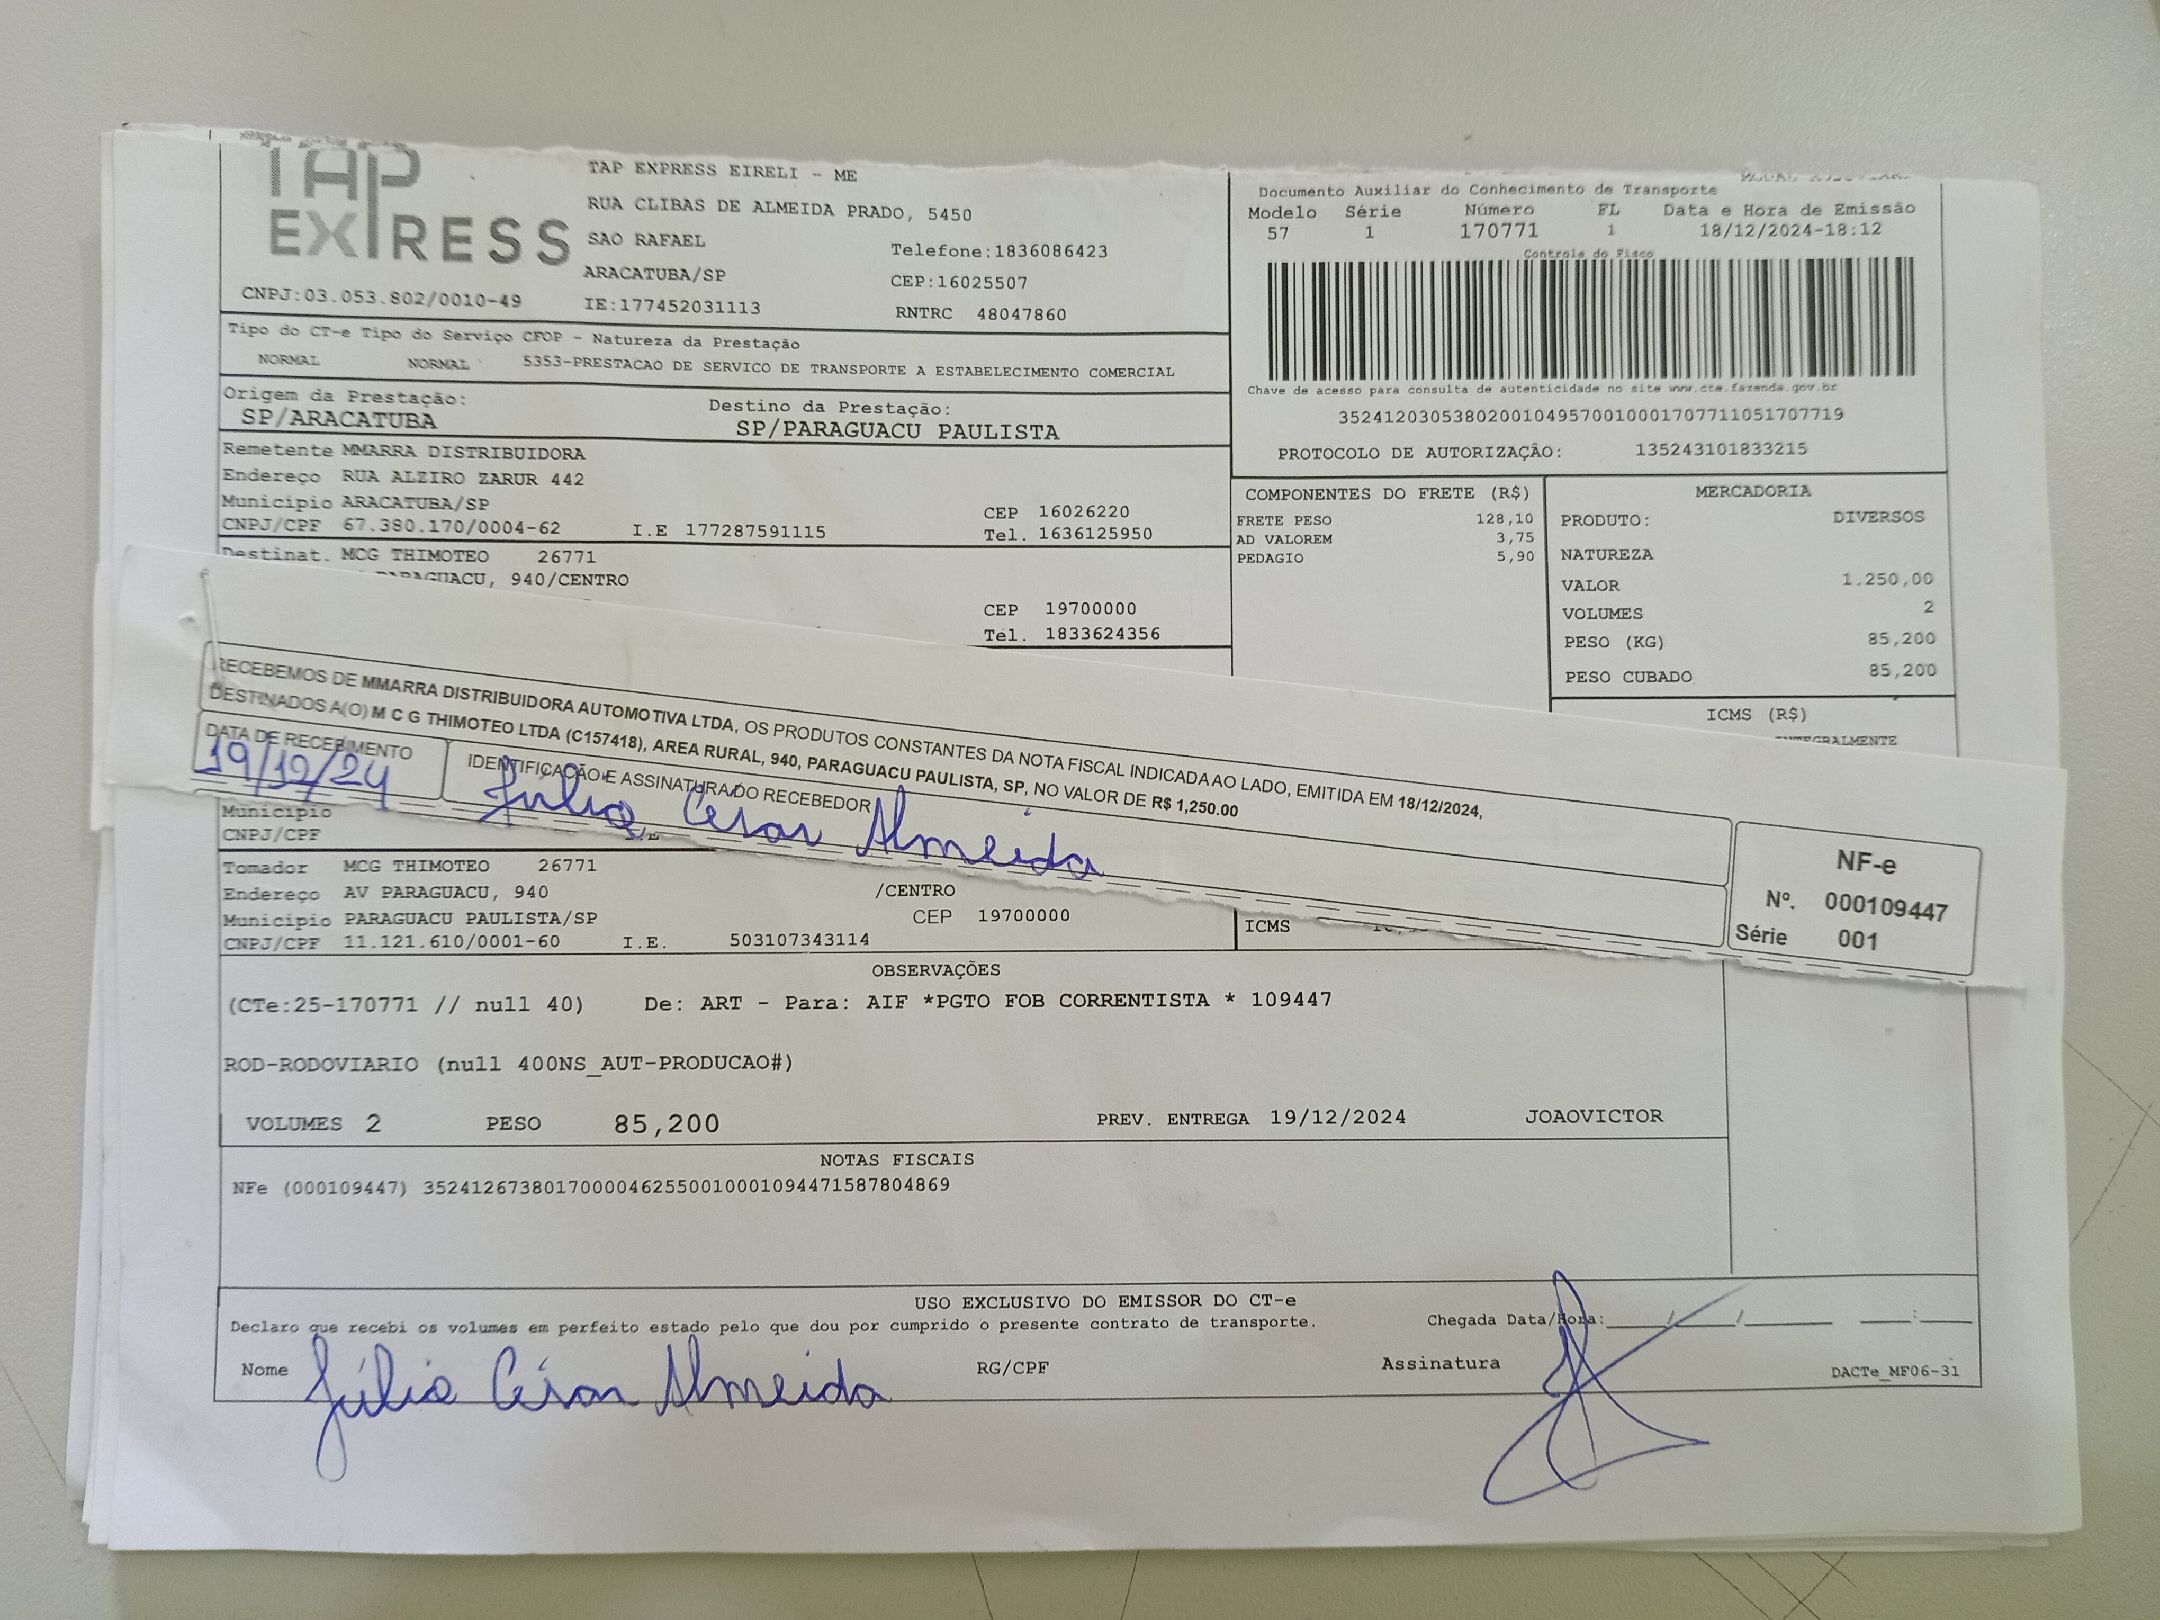 TAP
EXPRESS
TAP EXPRESS EIRELI - ME
RUA CLIBAS DE ALMEIDA PRADO, 5450
SAO RAFAEL
Telefone:1836086423
ARACATUBA/SP
CEP:16025507
CNPJ:03.053.802/0010-49
IE:177452031113
RNTRC 48047860
Documento Auxiliar do Conhecimento de Transporte
Modelo Série Número FL Data e Hora de Emissão
57 1 170771 1 18/12/2024-18:12
Controle do Fisco
Chave de acesso para consulta de autenticidade no site www.cte.fazenda.gov.br
35241203053802001049570010001707711051707719
PROTOCOLO DE AUTORIZAÇÃO: 135243101833215
Tipo do CT-e Tipo do Serviço CFOP - Natureza da Prestação
NORMAL NORMAL 5353-PRESTACAO DE SERVICO DE TRANSPORTE A ESTABELECIMENTO COMERCIAL
Origem da Prestação: Destino da Prestação:
SP/ARACATUBA SP/PARAGUACU PAULISTA
Remetente MMARRA DISTRIBUIDORA
Endereço RUA ALZIRO ZARUR 442
Município ARACATUBA/SP CEP 16026220
CNPJ/CPF 67.380.170/0004-62 I.E 177287591115 Tel. 1636125950
Destinat. MCG THIMOTEO 26771
PARAGUACU, 940/CENTRO
CEP 19700000
Tel. 1833624356
COMPONENTES DO FRETE (R$)
FRETE PESO 128,10
AD VALOREM 3,75
PEDAGIO 5,90
MERCADORIA
PRODUTO: DIVERSOS
NATUREZA
VALOR 1.250,00
VOLUMES 2
PESO (KG) 85,200
PESO CUBADO 85,200
ICMS (R$)
INTEGRALMENTE
RECEBEMOS DE MMARRA DISTRIBUIDORA AUTOMOTIVA LTDA, OS PRODUTOS CONSTANTES DA NOTA FISCAL INDICADA AO LADO, EMITIDA EM 18/12/2024,
DESTINADOS A(O) M C G THIMOTEO LTDA (C157418), AREA RURAL, 940, PARAGUACU PAULISTA, SP, NO VALOR DE R$ 1,250.00
DATA DE RECEBIMENTO
19/12/24
IDENTIFICAÇÃO E ASSINATURA DO RECEBEDOR
Júlio César Almeida
NF-e
Nº. 000109447
Série 001
Município
CNPJ/CPF
Tomador MCG THIMOTEO 26771
Endereço AV PARAGUACU, 940 /CENTRO
Município PARAGUACU PAULISTA/SP CEP 19700000
CNPJ/CPF 11.121.610/0001-60 I.E. 503107343114
ICMS
OBSERVAÇÕES
(CTe:25-170771 // null 40) De: ART - Para: AIF *PGTO FOB CORRENTISTA * 109447
ROD-RODOVIARIO (null 400NS_AUT-PRODUCAO#)
VOLUMES 2 PESO 85,200 PREV. ENTREGA 19/12/2024 JOAOVICTOR
NOTAS FISCAIS
NFe (000109447) 35241267380170000462550010001094471587804869
USO EXCLUSIVO DO EMISSOR DO CT-e
Declaro que recebi os volumes em perfeito estado pelo que dou por cumprido o presente contrato de transporte.
Chegada Data/Hora:____/____/______ ____:____
Nome Júlio César Almeida RG/CPF Assinatura
DACTe_MF06-31